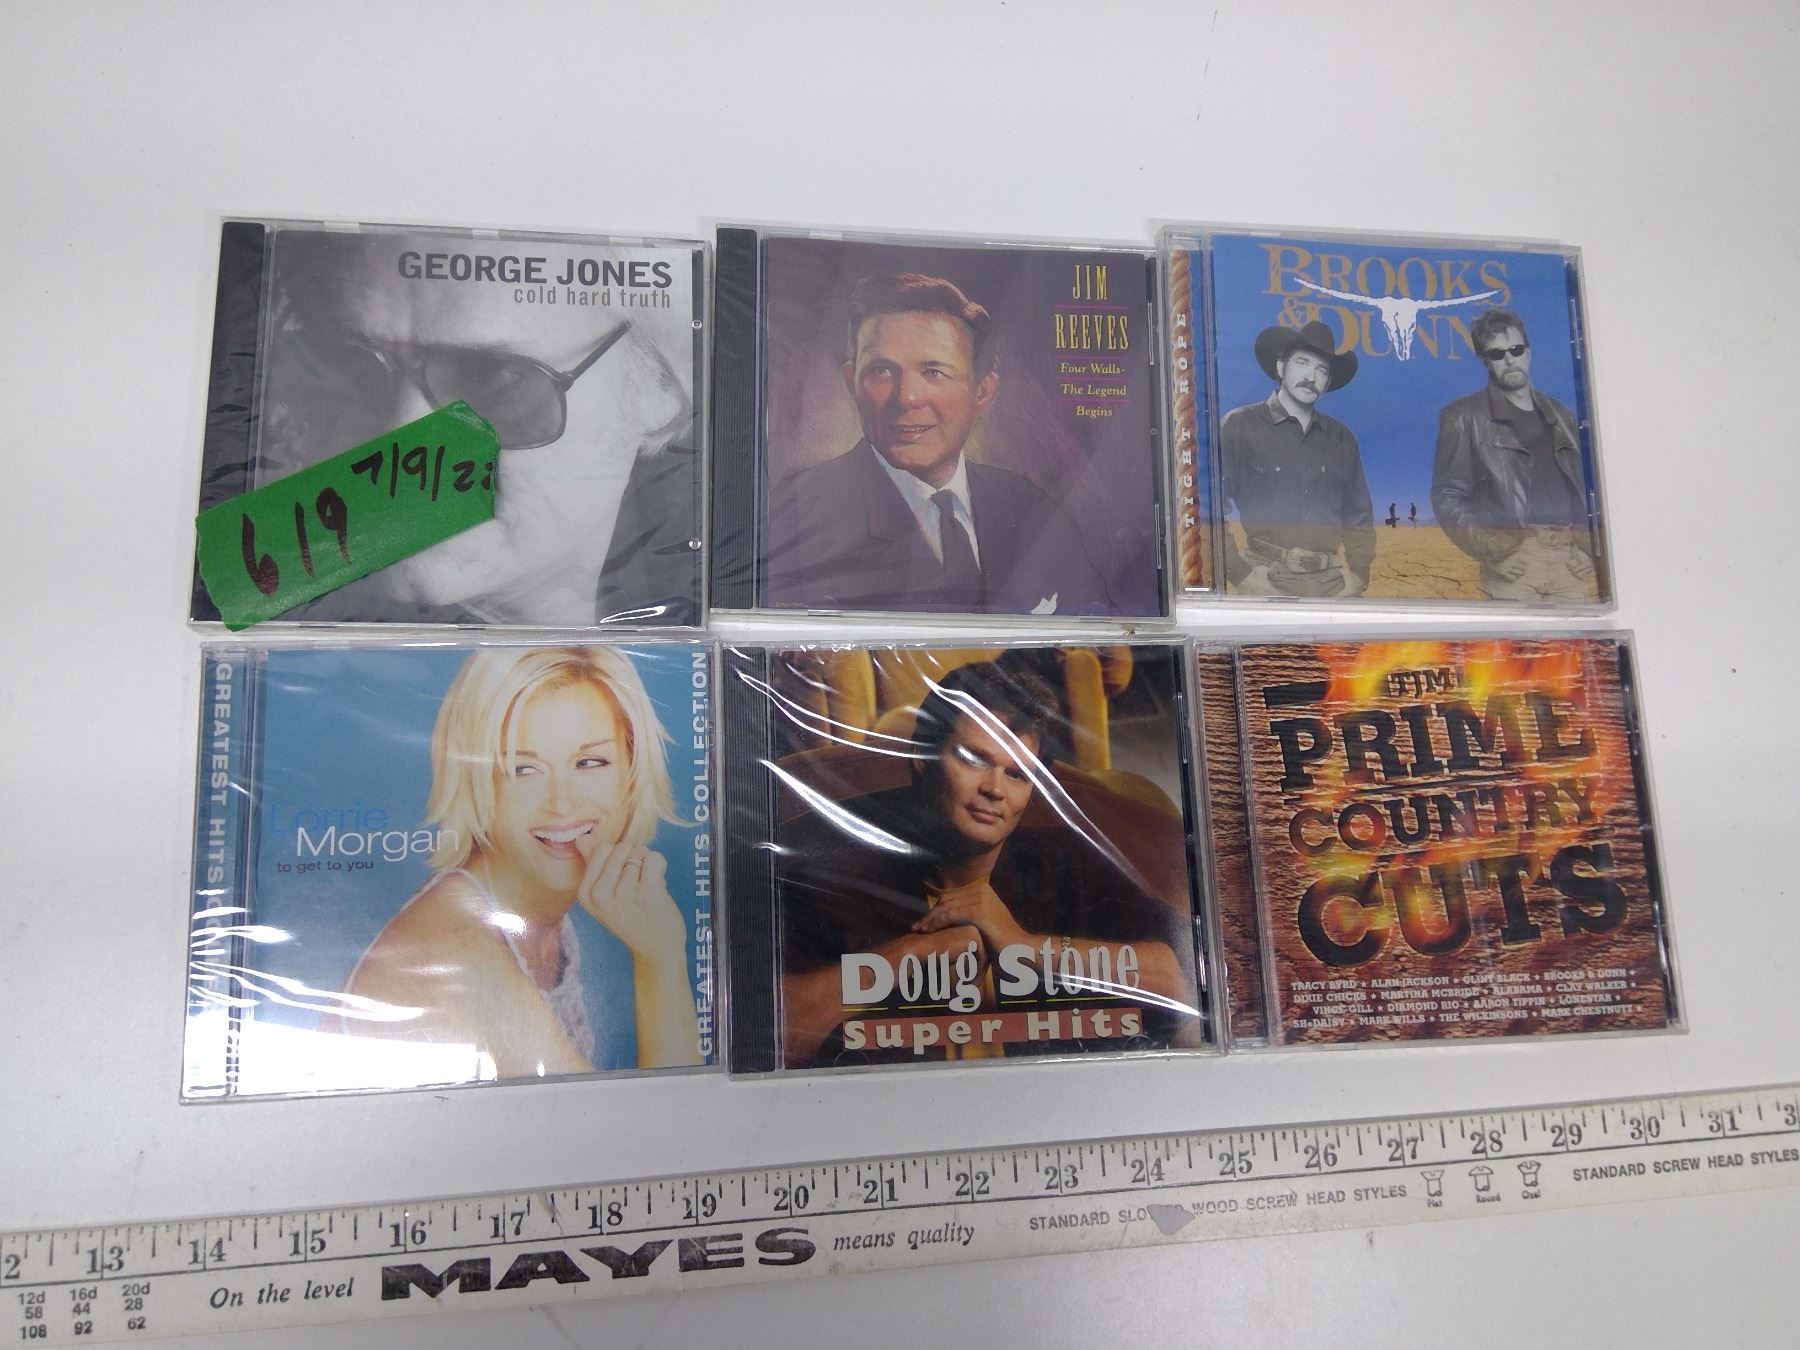 GEORGE JONES
cold hard truth
619 7/9/22
JIM
REEVES
Four Walls-
The Legend
Begins
TIGHT ROPE
BROOKS
& DUNN
GREATEST HITS
Lorrie
Morgan
to get to you
GREATEST HITS COLLECTION
Doug Stone
Super Hits
TJM
PRIME
COUNTRY
CUTS
TRACY BYRD ★ ALAN JACKSON ★ CLINT BLACK ★ BROOKS & DUNN ★
DIXIE CHICKS ★ MARTINA MCBRIDE ★ ALABAMA ★ CLAY WALKER ★
VINCE GILL ★ DIAMOND RIO ★ AARON TIPPIN ★ LONESTAR ★
SHeDAISY ★ MARK WILLS ★ THE WILKINSONS ★ MARK CHESTNUTT ★
2 13 14 15 16 17 18 19 20 21 22 23 24 25 26 27 28 29 30 31 3
12d 16d 20d
58 44 28
108 92 62
On the level MAYES means quality
STANDARD SLOTTED WOOD SCREW HEAD STYLES
Flat Round Oval
STANDARD SCREW HEAD STYLES